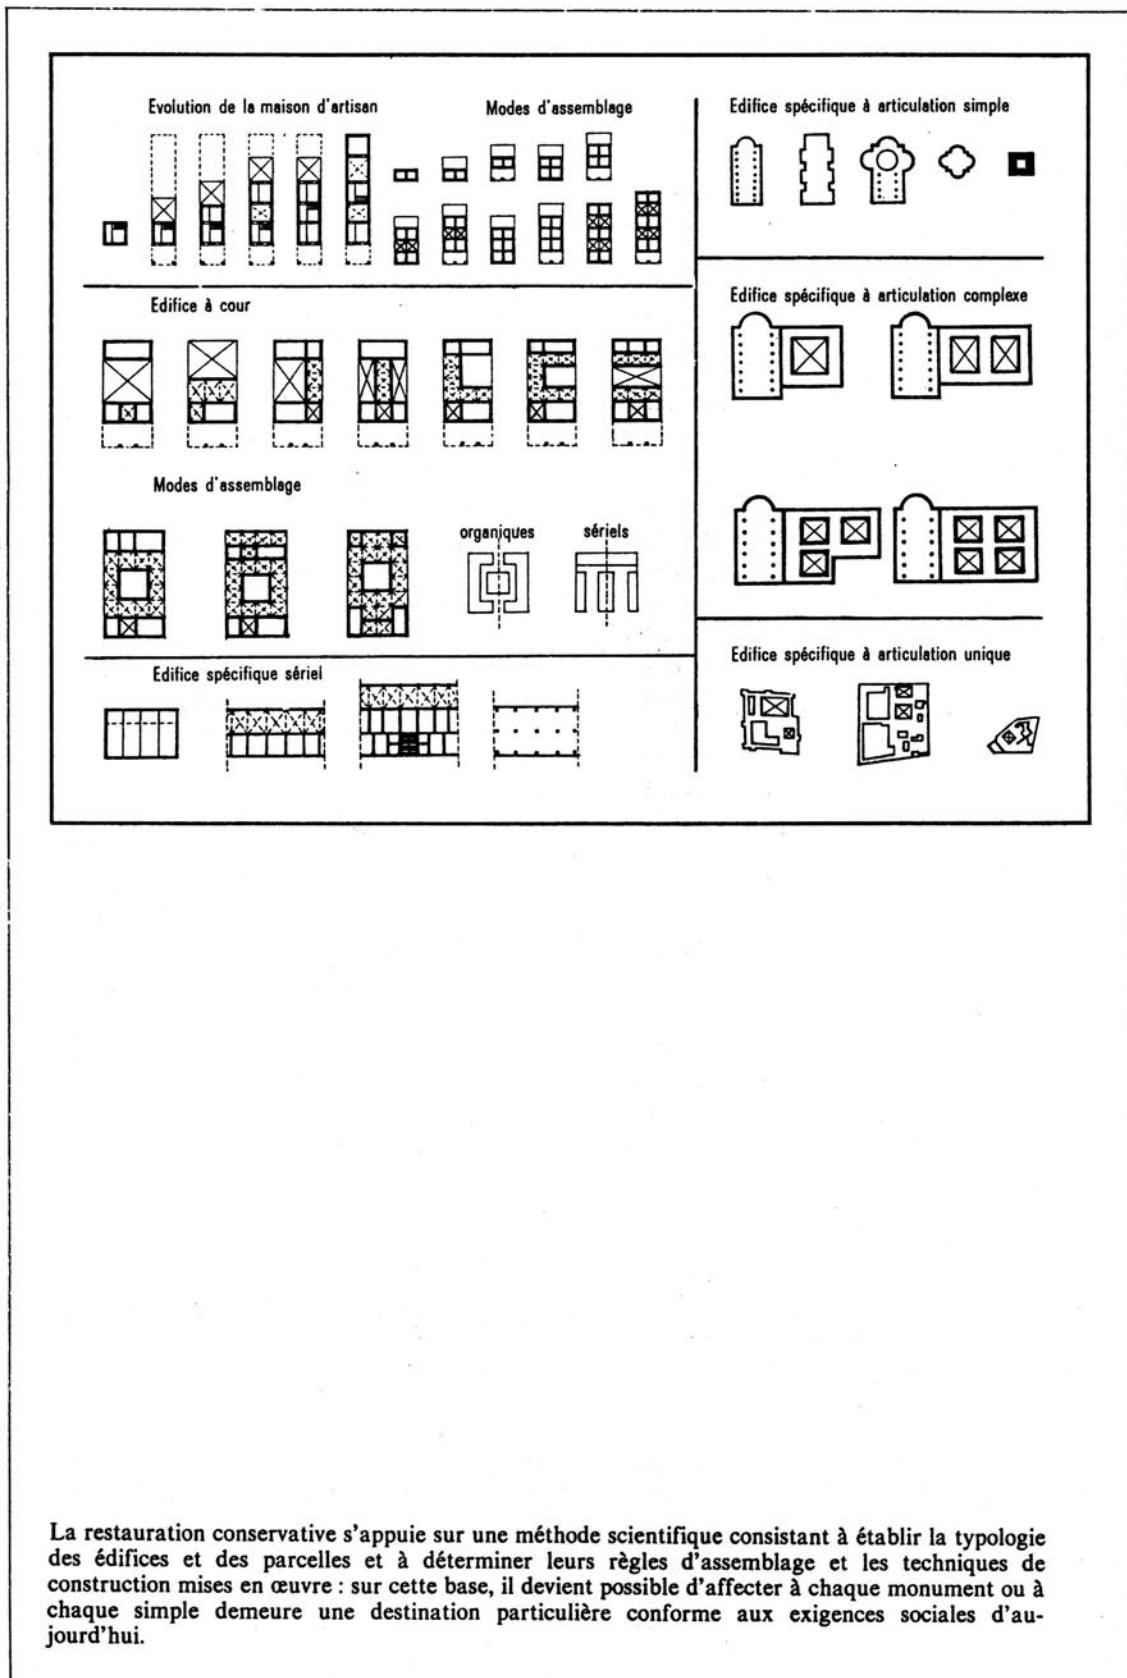 Evolution de la maison d'artisan
Modes d'assemblage
Edifice à cour
Modes d'assemblage
organiques
sériels
Edifice spécifique sériel
Edifice spécifique à articulation simple
Edifice spécifique à articulation complexe
Edifice spécifique à articulation unique
La restauration conservative s'appuie sur une méthode scientifique consistant à établir la typologie
des édifices et des parcelles et à déterminer leurs règles d'assemblage et les techniques de
construction mises en œuvre : sur cette base, il devient possible d'affecter à chaque monument ou à
chaque simple demeure une destination particulière conforme aux exigences sociales d'au-
jourd'hui.